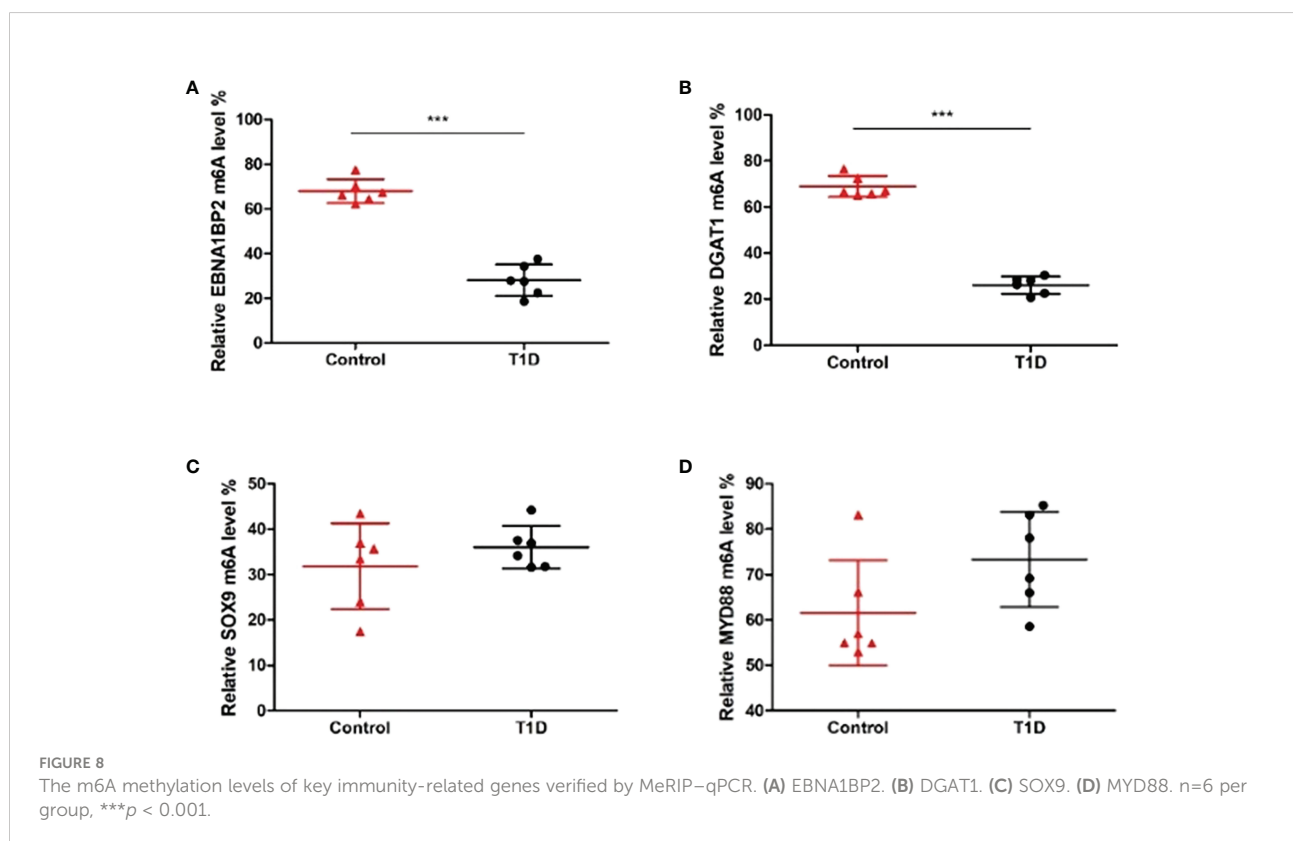 A
Relative EBNA1BP2 m6A level %
100
80
60
40
20
0
***
Control
T1D
B
Relative DGAT1 m6A level %
100
80
60
40
20
0
***
Control
T1D
C
Relative SOX9 m6A level %
50
40
30
20
10
0
Control
T1D
D
Relative MYD88 m6A level %
90
80
70
60
50
40
Control
T1D
FIGURE 8
The m6A methylation levels of key immunity-related genes verified by MeRIP–qPCR. (A) EBNA1BP2. (B) DGAT1. (C) SOX9. (D) MYD88. n=6 per
group, ***p < 0.001.